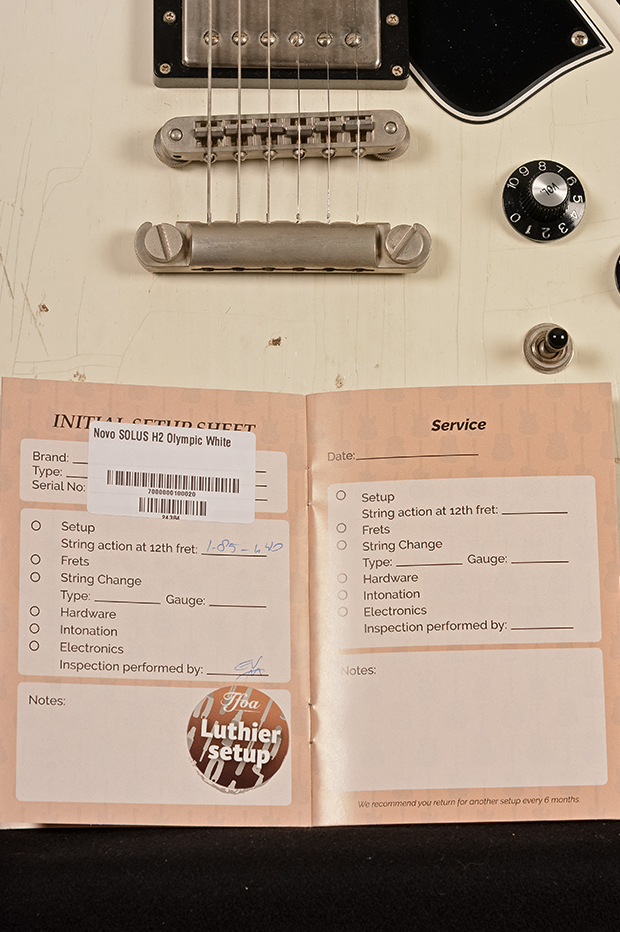 10 9 8 7 6 5 4 3 2 1 0
VOL
INITIAL SETUP SHEET
Novo SOLUS H2 Olympic White
7000000100020
Brand:
Type:
Serial No:
Setup
String action at 12th fret:
Frets
String Change
Type: Gauge:
Hardware
Intonation
Electronics
Inspection performed by:
Notes:
Tfoa
Luthier
setup
Service
Date:
Setup
String action at 12th fret:
Frets
String Change
Type: Gauge:
Hardware
Intonation
Electronics
Inspection performed by:
Notes:
We recommend you return for another setup every 6 months.